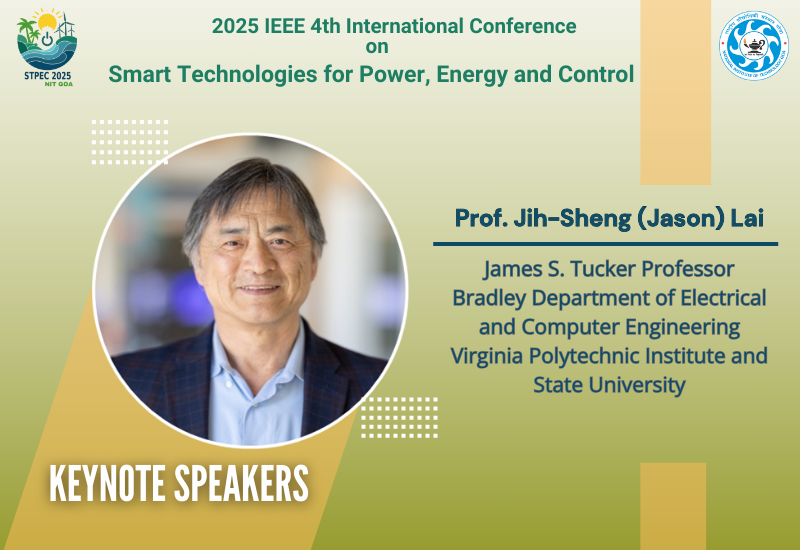 2025 IEEE 4th International Conference
on
Smart Technologies for Power, Energy and Control
STPEC 2025
NIT GOA
Prof. Jih-Sheng (Jason) Lai
James S. Tucker Professor
Bradley Department of Electrical
and Computer Engineering
Virginia Polytechnic Institute and
State University
KEYNOTE SPEAKERS